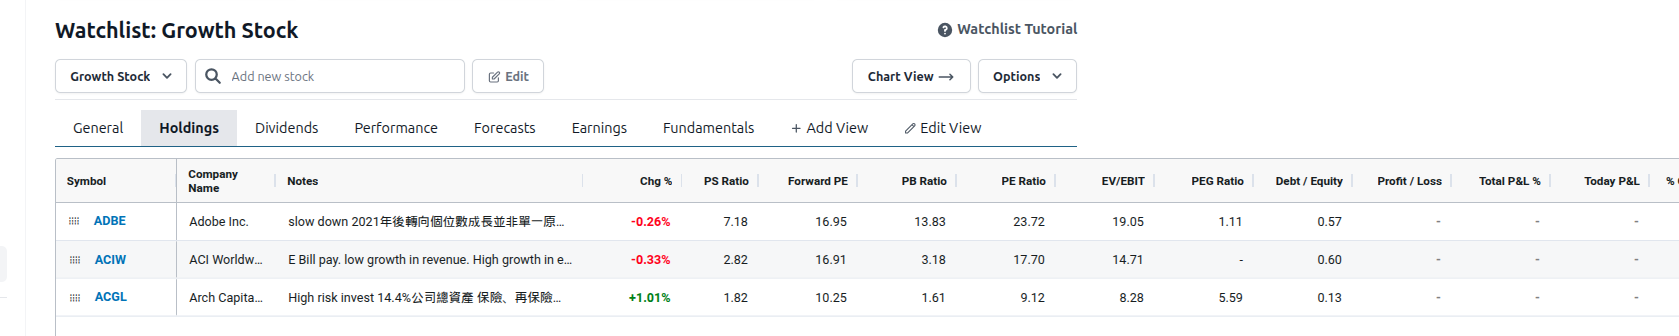 Watchlist: Growth Stock
Watchlist Tutorial
Growth Stock Add new stock Edit Chart View → Options
General Holdings Dividends Performance Forecasts Earnings Fundamentals + Add View Edit View
Symbol Company Name Notes Chg % PS Ratio Forward PE PB Ratio PE Ratio EV/EBIT PEG Ratio Debt / Equity Profit / Loss Total P&L % Today P&L %
ADBE Adobe Inc. slow down 2021年後轉向個位數成長並非單一原... -0.26% 7.18 16.95 13.83 23.72 19.05 1.11 0.57 - - -
ACIW ACI Worldw... E Bill pay. low growth in revenue. High growth in e... -0.33% 2.82 16.91 3.18 17.70 14.71 - 0.60 - - -
ACGL Arch Capita... High risk invest 14.4%公司總資產 保險、再保險... +1.01% 1.82 10.25 1.61 9.12 8.28 5.59 0.13 - - -